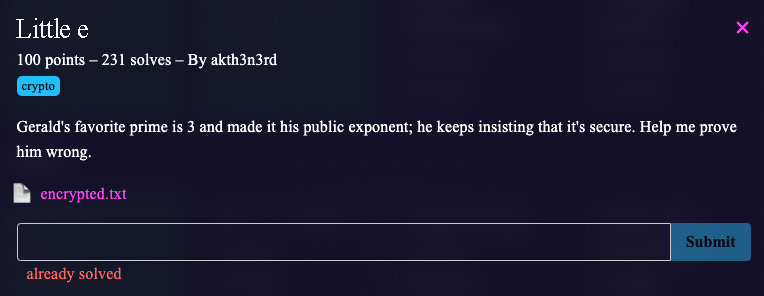 Little e
×
100 points – 231 solves – By akth3n3rd
crypto
Gerald's favorite prime is 3 and made it his public exponent; he keeps insisting that it's secure. Help me prove
him wrong.
encrypted.txt
Submit
already solved